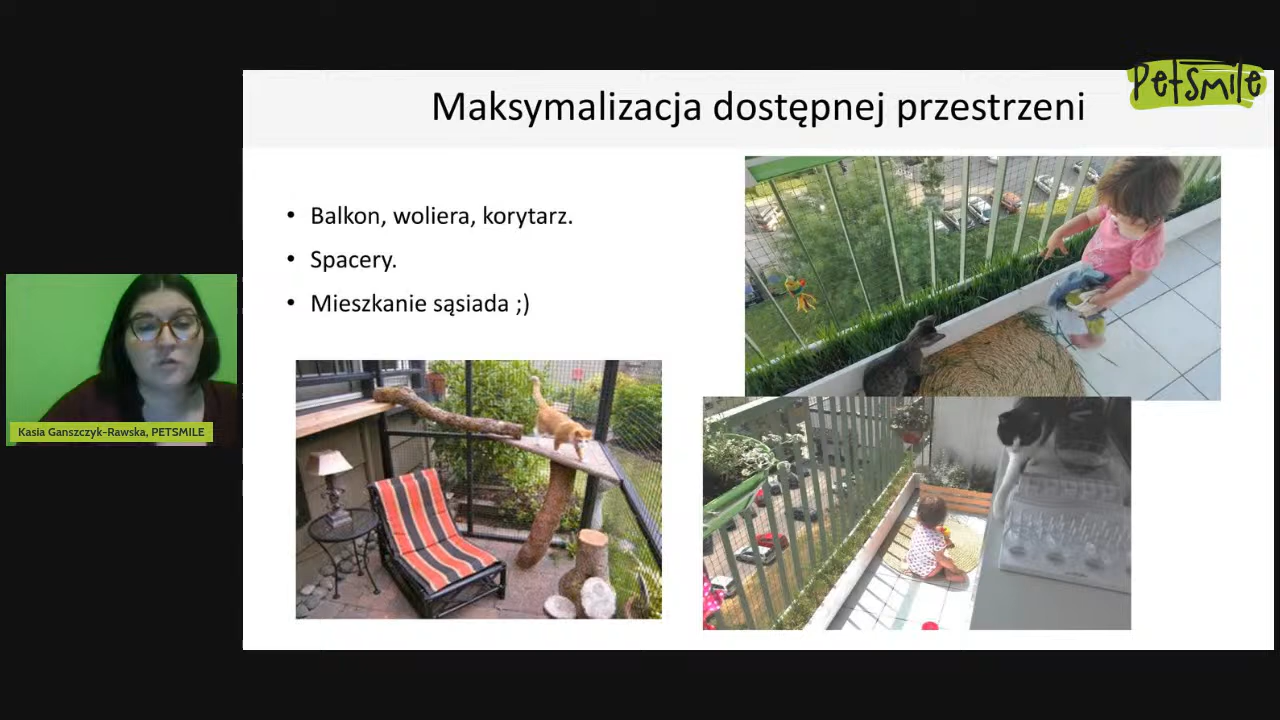 PetSmile
Maksymalizacja dostępnej przestrzeni
• Balkon, woliera, korytarz.
• Spacery.
• Mieszkanie sąsiada ;)
Kasia Ganszczyk-Rawska, PETSMILE